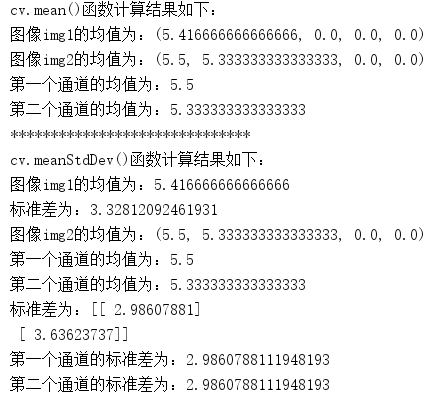 cv.mean()函数计算结果如下:
图像img1的均值为:(5.416666666666666, 0.0, 0.0, 0.0)
图像img2的均值为:(5.5, 5.333333333333333, 0.0, 0.0)
第一个通道的均值为:5.5
第二个通道的均值为:5.333333333333333
******************************
cv.meanStdDev()函数计算结果如下:
图像img1的均值为:5.416666666666666
标准差为:3.32812092461931
图像img2的均值为:(5.5, 5.333333333333333, 0.0, 0.0)
第一个通道的均值为:5.5
第二个通道的均值为:5.333333333333333
标准差为:[[ 2.98607881]
 [ 3.63623737]]
第一个通道的标准差为:2.9860788111948193
第二个通道的标准差为:2.9860788111948193